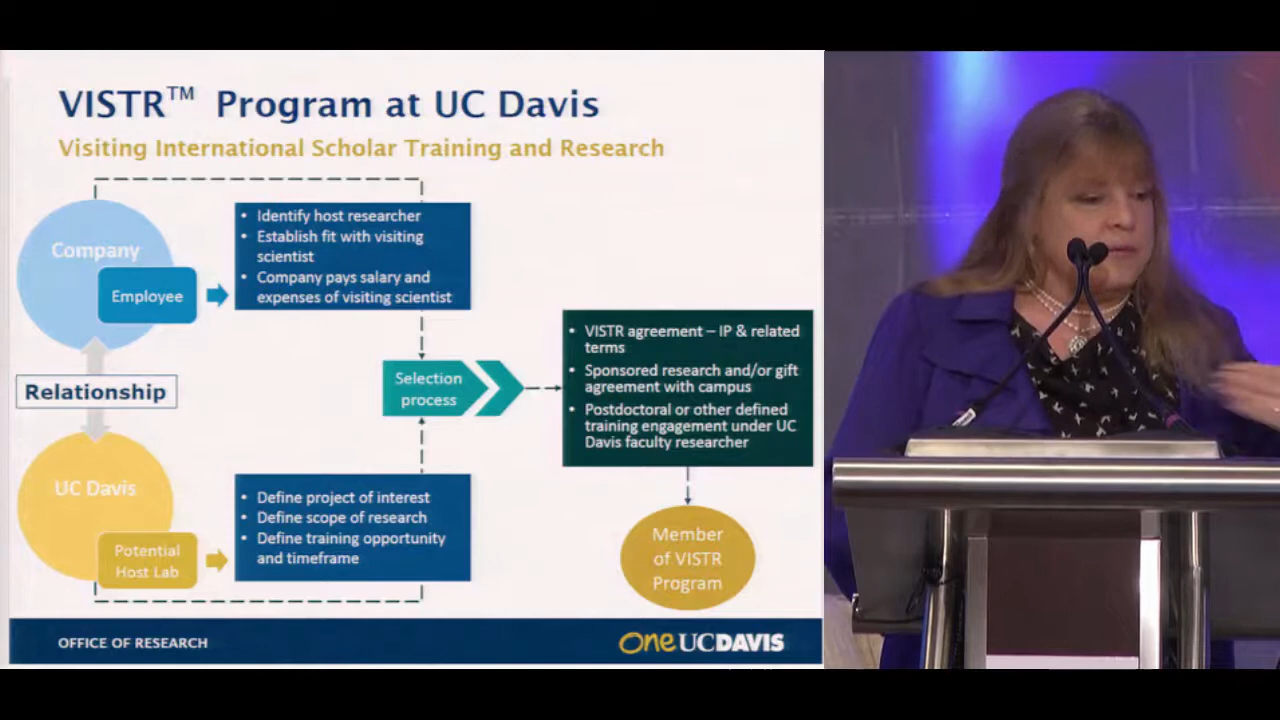 VISTR™ Program at UC Davis
Visiting International Scholar Training and Research
Company
Employee
• Identify host researcher
• Establish fit with visiting
scientist
• Company pays salary and
expenses of visiting scientist
Relationship
Selection
process
• VISTR agreement – IP & related
terms
• Sponsored research and/or gift
agreement with campus
• Postdoctoral or other defined
training engagement under UC
Davis faculty researcher
UC Davis
Potential
Host Lab
• Define project of interest
• Define scope of research
• Define training opportunity
and timeframe
Member
of VISTR
Program
OFFICE OF RESEARCH
One UCDAVIS